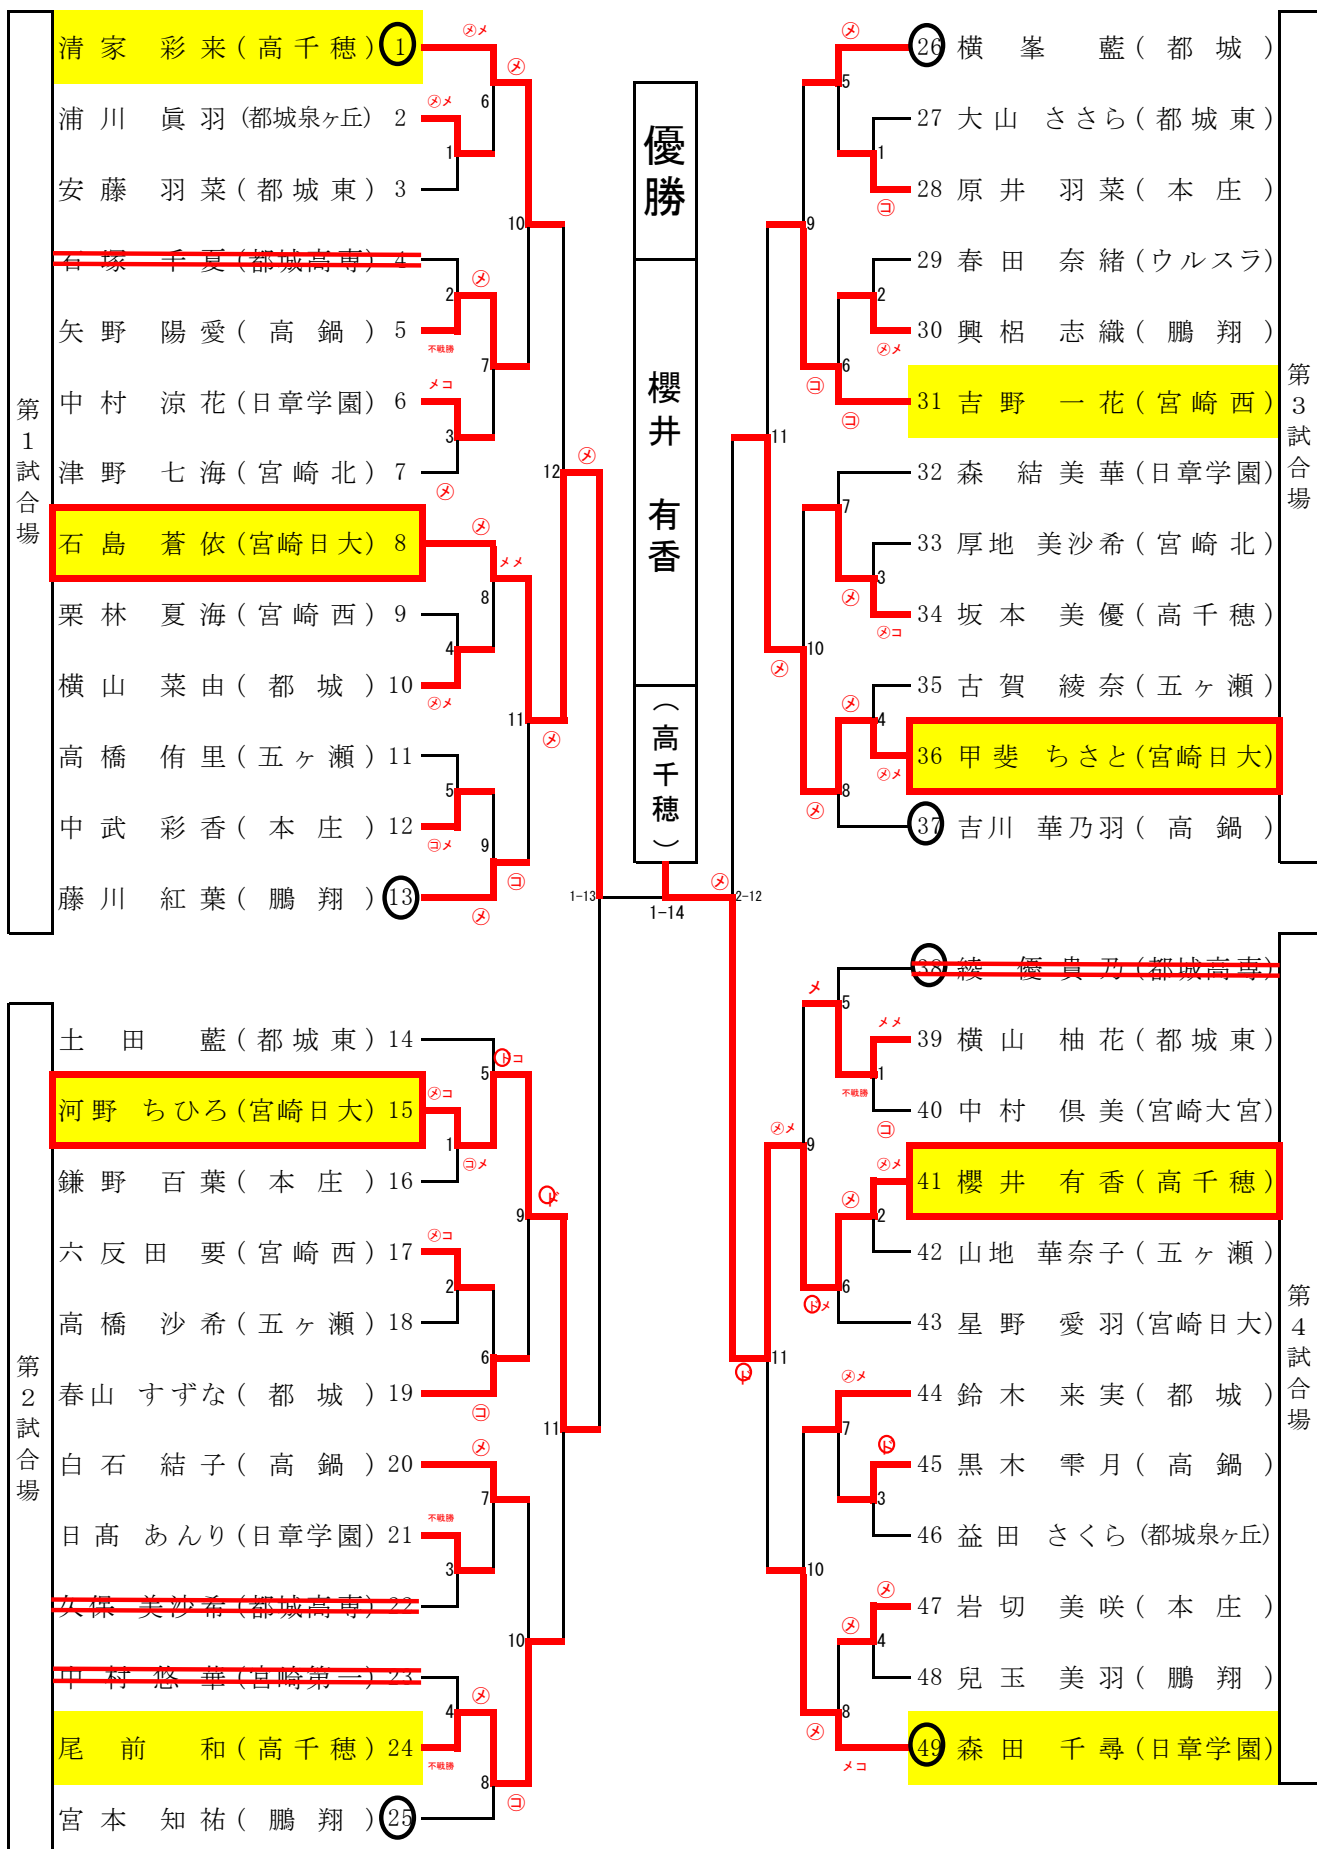 第1試合場
清家 彩来(高千穂) 1
浦川 眞羽(都城泉ヶ丘) 2
安藤 羽菜(都城東) 3
石塚 千夏(都城高専) 4
矢野 陽愛(高鍋) 5
中村 涼花(日章学園) 6
津野 七海(宮崎北) 7
石島 蒼依(宮崎日大) 8
栗林 夏海(宮崎西) 9
横山 菜由(都城) 10
高橋 侑里(五ヶ瀬) 11
中武 彩香(本庄) 12
藤川 紅葉(鵬翔) 13
第2試合場
土田 藍(都城東) 14
河野 ちひろ(宮崎日大) 15
鎌野 百葉(本庄) 16
六反田 要(宮崎西) 17
高橋 沙希(五ヶ瀬) 18
春山 すずな(都城) 19
白石 結子(高鍋) 20
日髙 あんり(日章学園) 21
久保 美沙希(都城高専) 22
中村 悠華(宮崎第一) 23
尾前 和(高千穂) 24
宮本 知祐(鵬翔) 25
優勝
櫻井 有香
(高千穂)
1-13
1-14
2-12
第3試合場
26 横峯 藍(都城)
27 大山 ささら(都城東)
28 原井 羽菜(本庄)
29 春田 奈緒(ウルスラ)
30 興梠 志織(鵬翔)
31 吉野 一花(宮崎西)
32 森 結美華(日章学園)
33 厚地 美沙希(宮崎北)
34 坂本 美優(高千穂)
35 古賀 綾奈(五ヶ瀬)
36 甲斐 ちさと(宮崎日大)
37 吉川 華乃羽(高鍋)
第4試合場
38 綾 優貴乃(都城高専)
39 横山 柚花(都城東)
40 中村 倶美(宮崎大宮)
41 櫻井 有香(高千穂)
42 山地 華奈子(五ヶ瀬)
43 星野 愛羽(宮崎日大)
44 鈴木 来実(都城)
45 黒木 雫月(高鍋)
46 益田 さくら(都城泉ヶ丘)
47 岩切 美咲(本庄)
48 兒玉 美羽(鵬翔)
49 森田 千尋(日章学園)
不戦勝
不戦勝
不戦勝
不戦勝